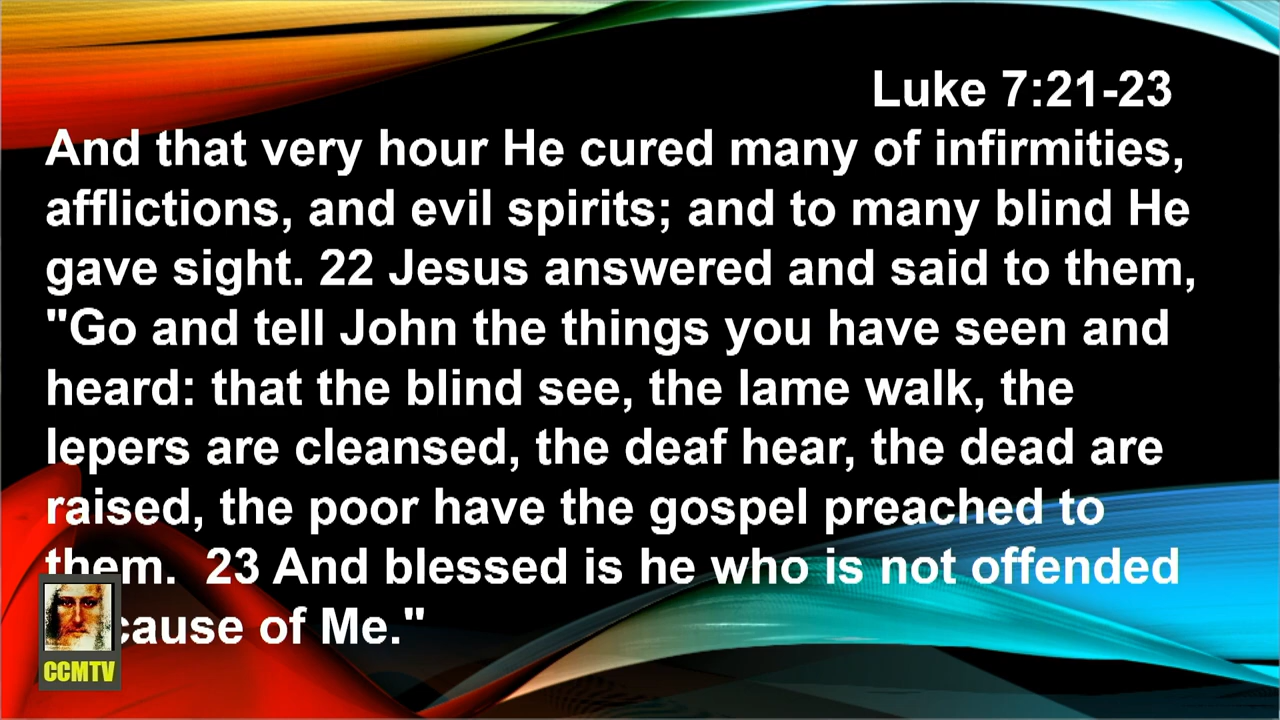 Luke 7:21-23
And that very hour He cured many of infirmities,
afflictions, and evil spirits; and to many blind He
gave sight. 22 Jesus answered and said to them,
"Go and tell John the things you have seen and
heard: that the blind see, the lame walk, the
lepers are cleansed, the deaf hear, the dead are
raised, the poor have the gospel preached to
them.  23 And blessed is he who is not offended
cause of Me."
CCMTV